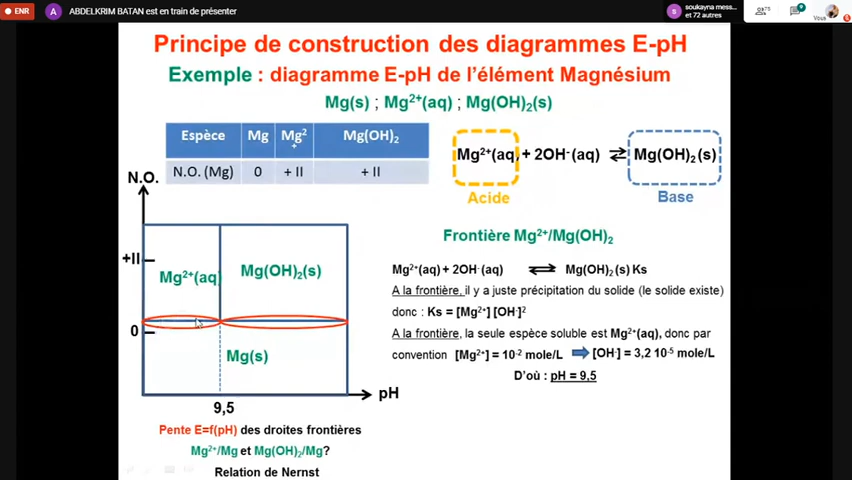 ENR
A
ABDELKRIM BATAN est en train de présenter
s
soukayna mess...
et 72 autres
75
9
Vous
6
Principe de construction des diagrammes E-pH
Exemple : diagramme E-pH de l'élément Magnésium
Mg(s) ; Mg²⁺(aq) ; Mg(OH)₂(s)
Espèce Mg Mg²⁺ Mg(OH)₂
N.O. (Mg) 0 + II + II
Mg²⁺(aq) + 2OH⁻(aq) ⇄ Mg(OH)₂(s)
Acide
Base
N.O.
+II
Mg²⁺(aq)
Mg(OH)₂(s)
0
Mg(s)
pH
9,5
Pente E=f(pH) des droites frontières
Mg²⁺/Mg et Mg(OH)₂/Mg?
Relation de Nernst
Frontière Mg²⁺/Mg(OH)₂
Mg²⁺(aq) + 2OH⁻(aq) ⇄ Mg(OH)₂(s) Ks
A la frontière, il y a juste précipitation du solide (le solide existe)
donc : Ks = [Mg²⁺] [OH⁻]²
A la frontière, la seule espèce soluble est Mg²⁺(aq), donc par
convention [Mg²⁺] = 10⁻² mole/L ➡ [OH⁻] = 3,2 10⁻⁵ mole/L
D'où : pH = 9,5